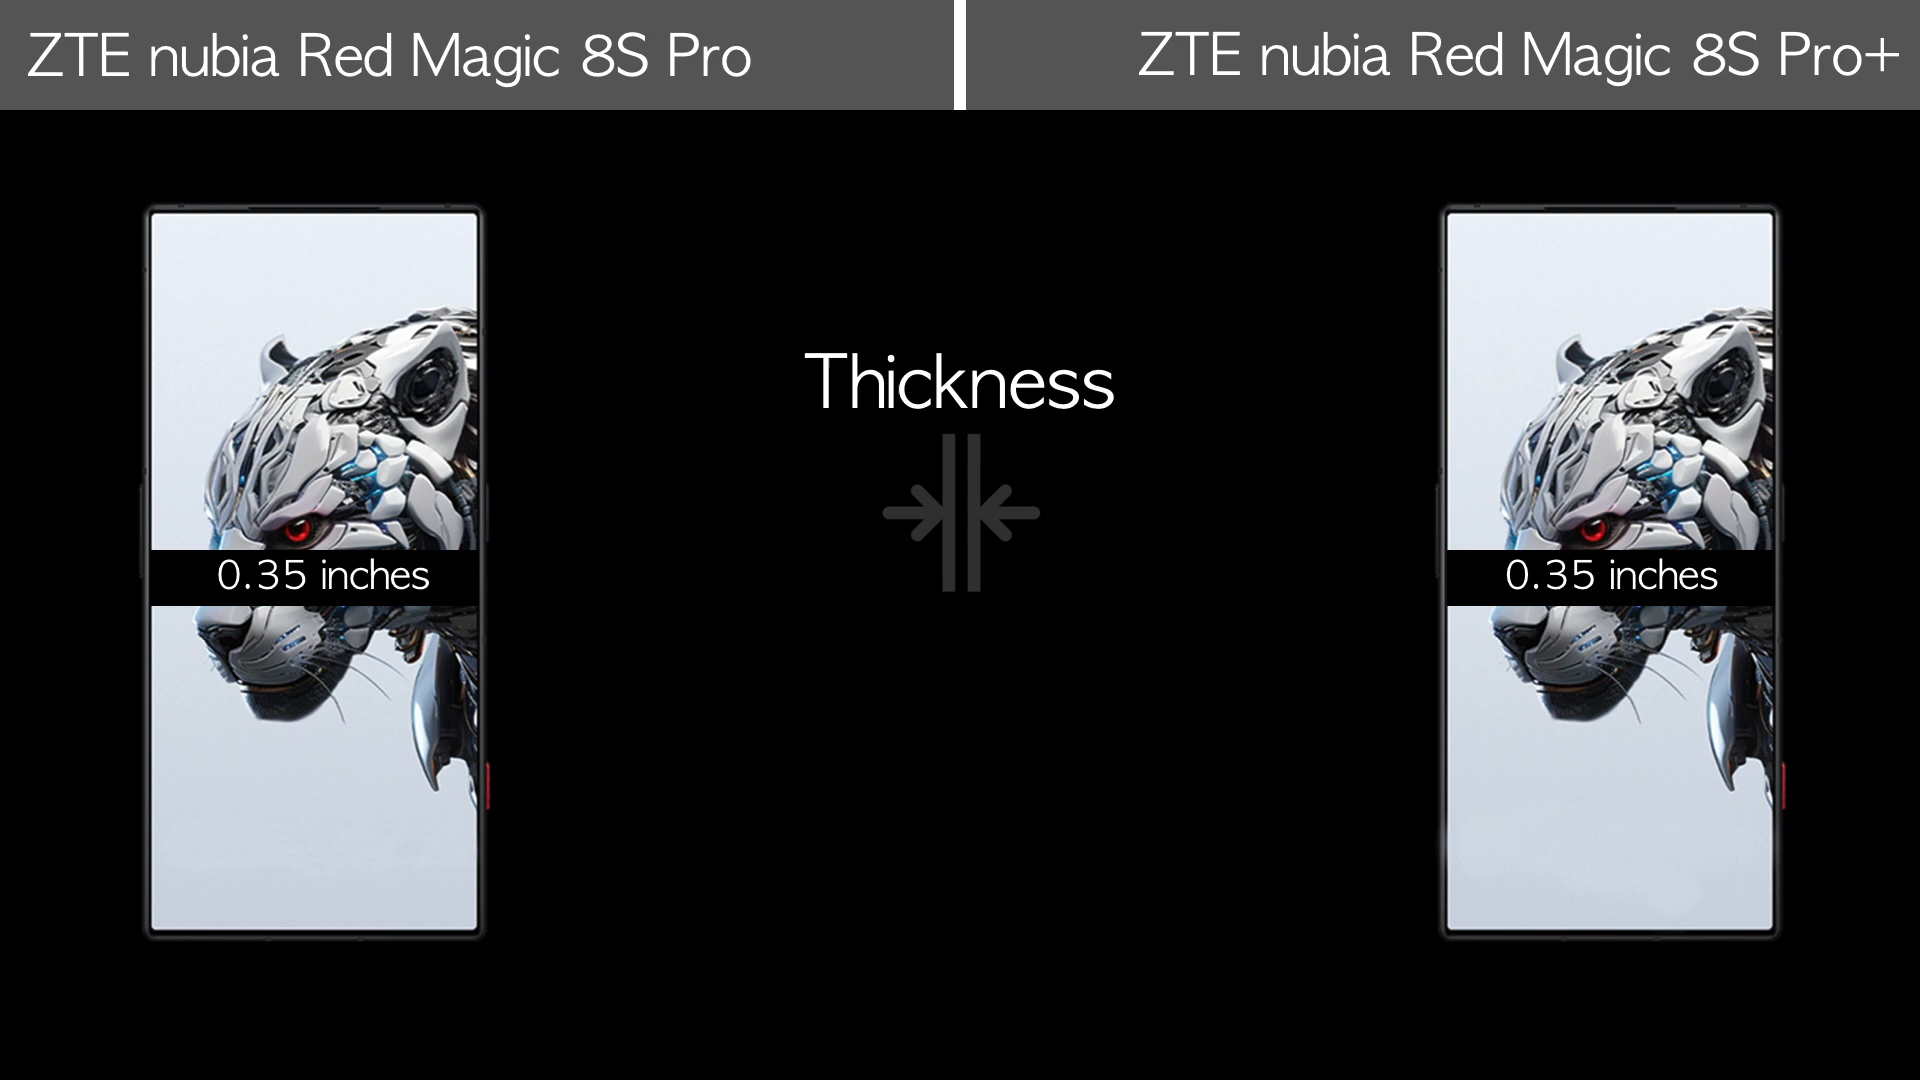 ZTE nubia Red Magic 8S Pro
ZTE nubia Red Magic 8S Pro+
Thickness
0.35 inches
0.35 inches